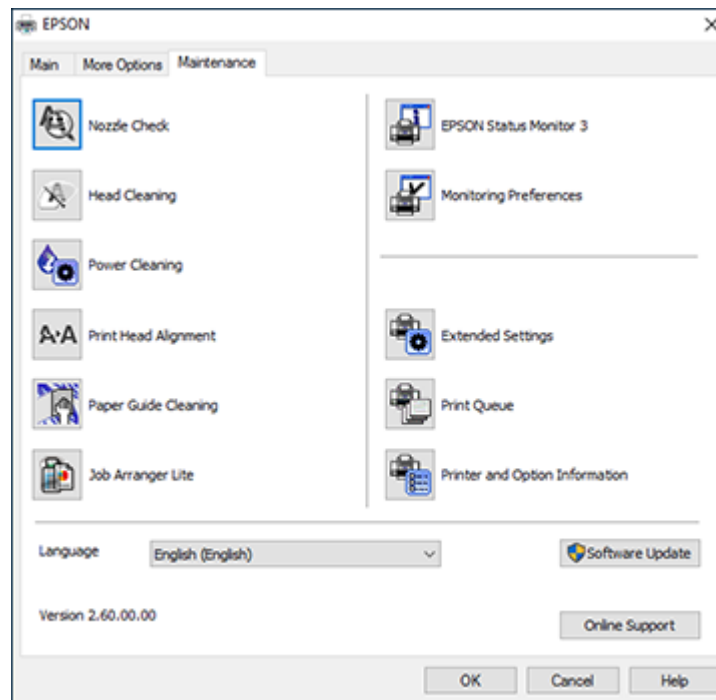 EPSON
Main More Options Maintenance
Nozzle Check
Head Cleaning
Power Cleaning
Print Head Alignment
Paper Guide Cleaning
Job Arranger Lite
EPSON Status Monitor 3
Monitoring Preferences
Extended Settings
Print Queue
Printer and Option Information
Language English (English) Software Update
Version 2.60.00.00
Online Support
OK Cancel Help